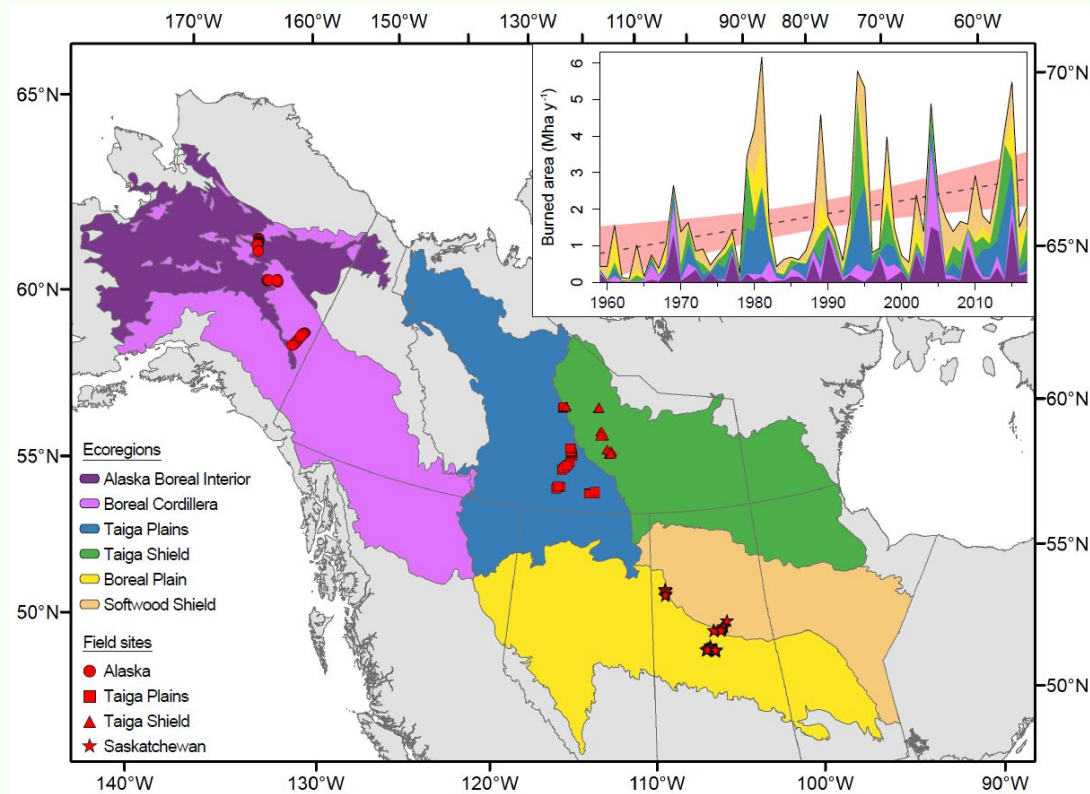 170°W 160°W 150°W 130°W 110°W 90°W 80°W 70°W 60°W
65°N
60°N
55°N
50°N
70°N
65°N
60°N
55°N
50°N
Burned area (Mha y⁻¹)
6
5
4
3
2
1
0
1960 1970 1980 1990 2000 2010
Ecoregions
Alaska Boreal Interior
Boreal Cordillera
Taiga Plains
Taiga Shield
Boreal Plain
Softwood Shield
Field sites
Alaska
Taiga Plains
Taiga Shield
Saskatchewan
140°W 130°W 120°W 110°W 100°W 90°W